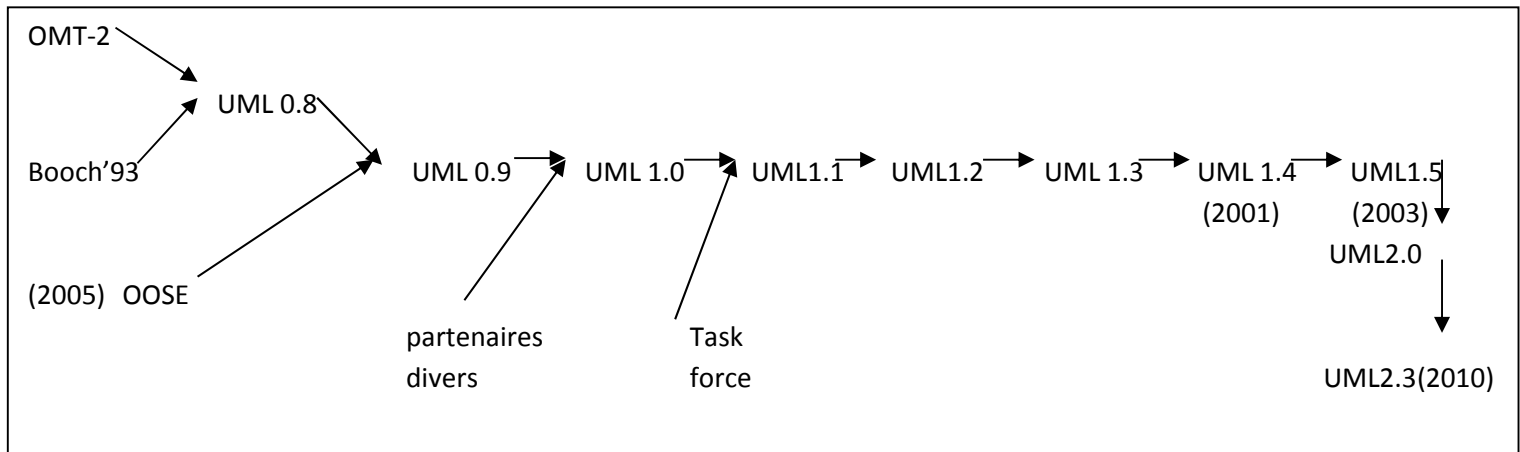 OMT-2
UML 0.8
Booch’93 UML 0.9 UML 1.0 UML1.1 UML1.2 UML 1.3 UML 1.4 UML1.5
(2001) (2003)
UML2.0
(2005) OOSE
partenaires Task
divers force UML2.3(2010)